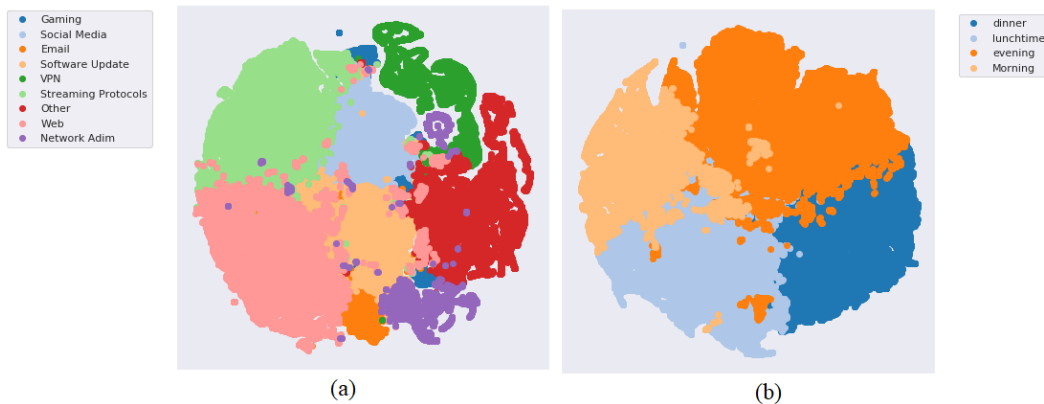 Gaming
Social Media
Email
Software Update
VPN
Streaming Protocols
Other
Web
Network Adim
(a)
dinner
lunchtime
evening
Morning
(b)